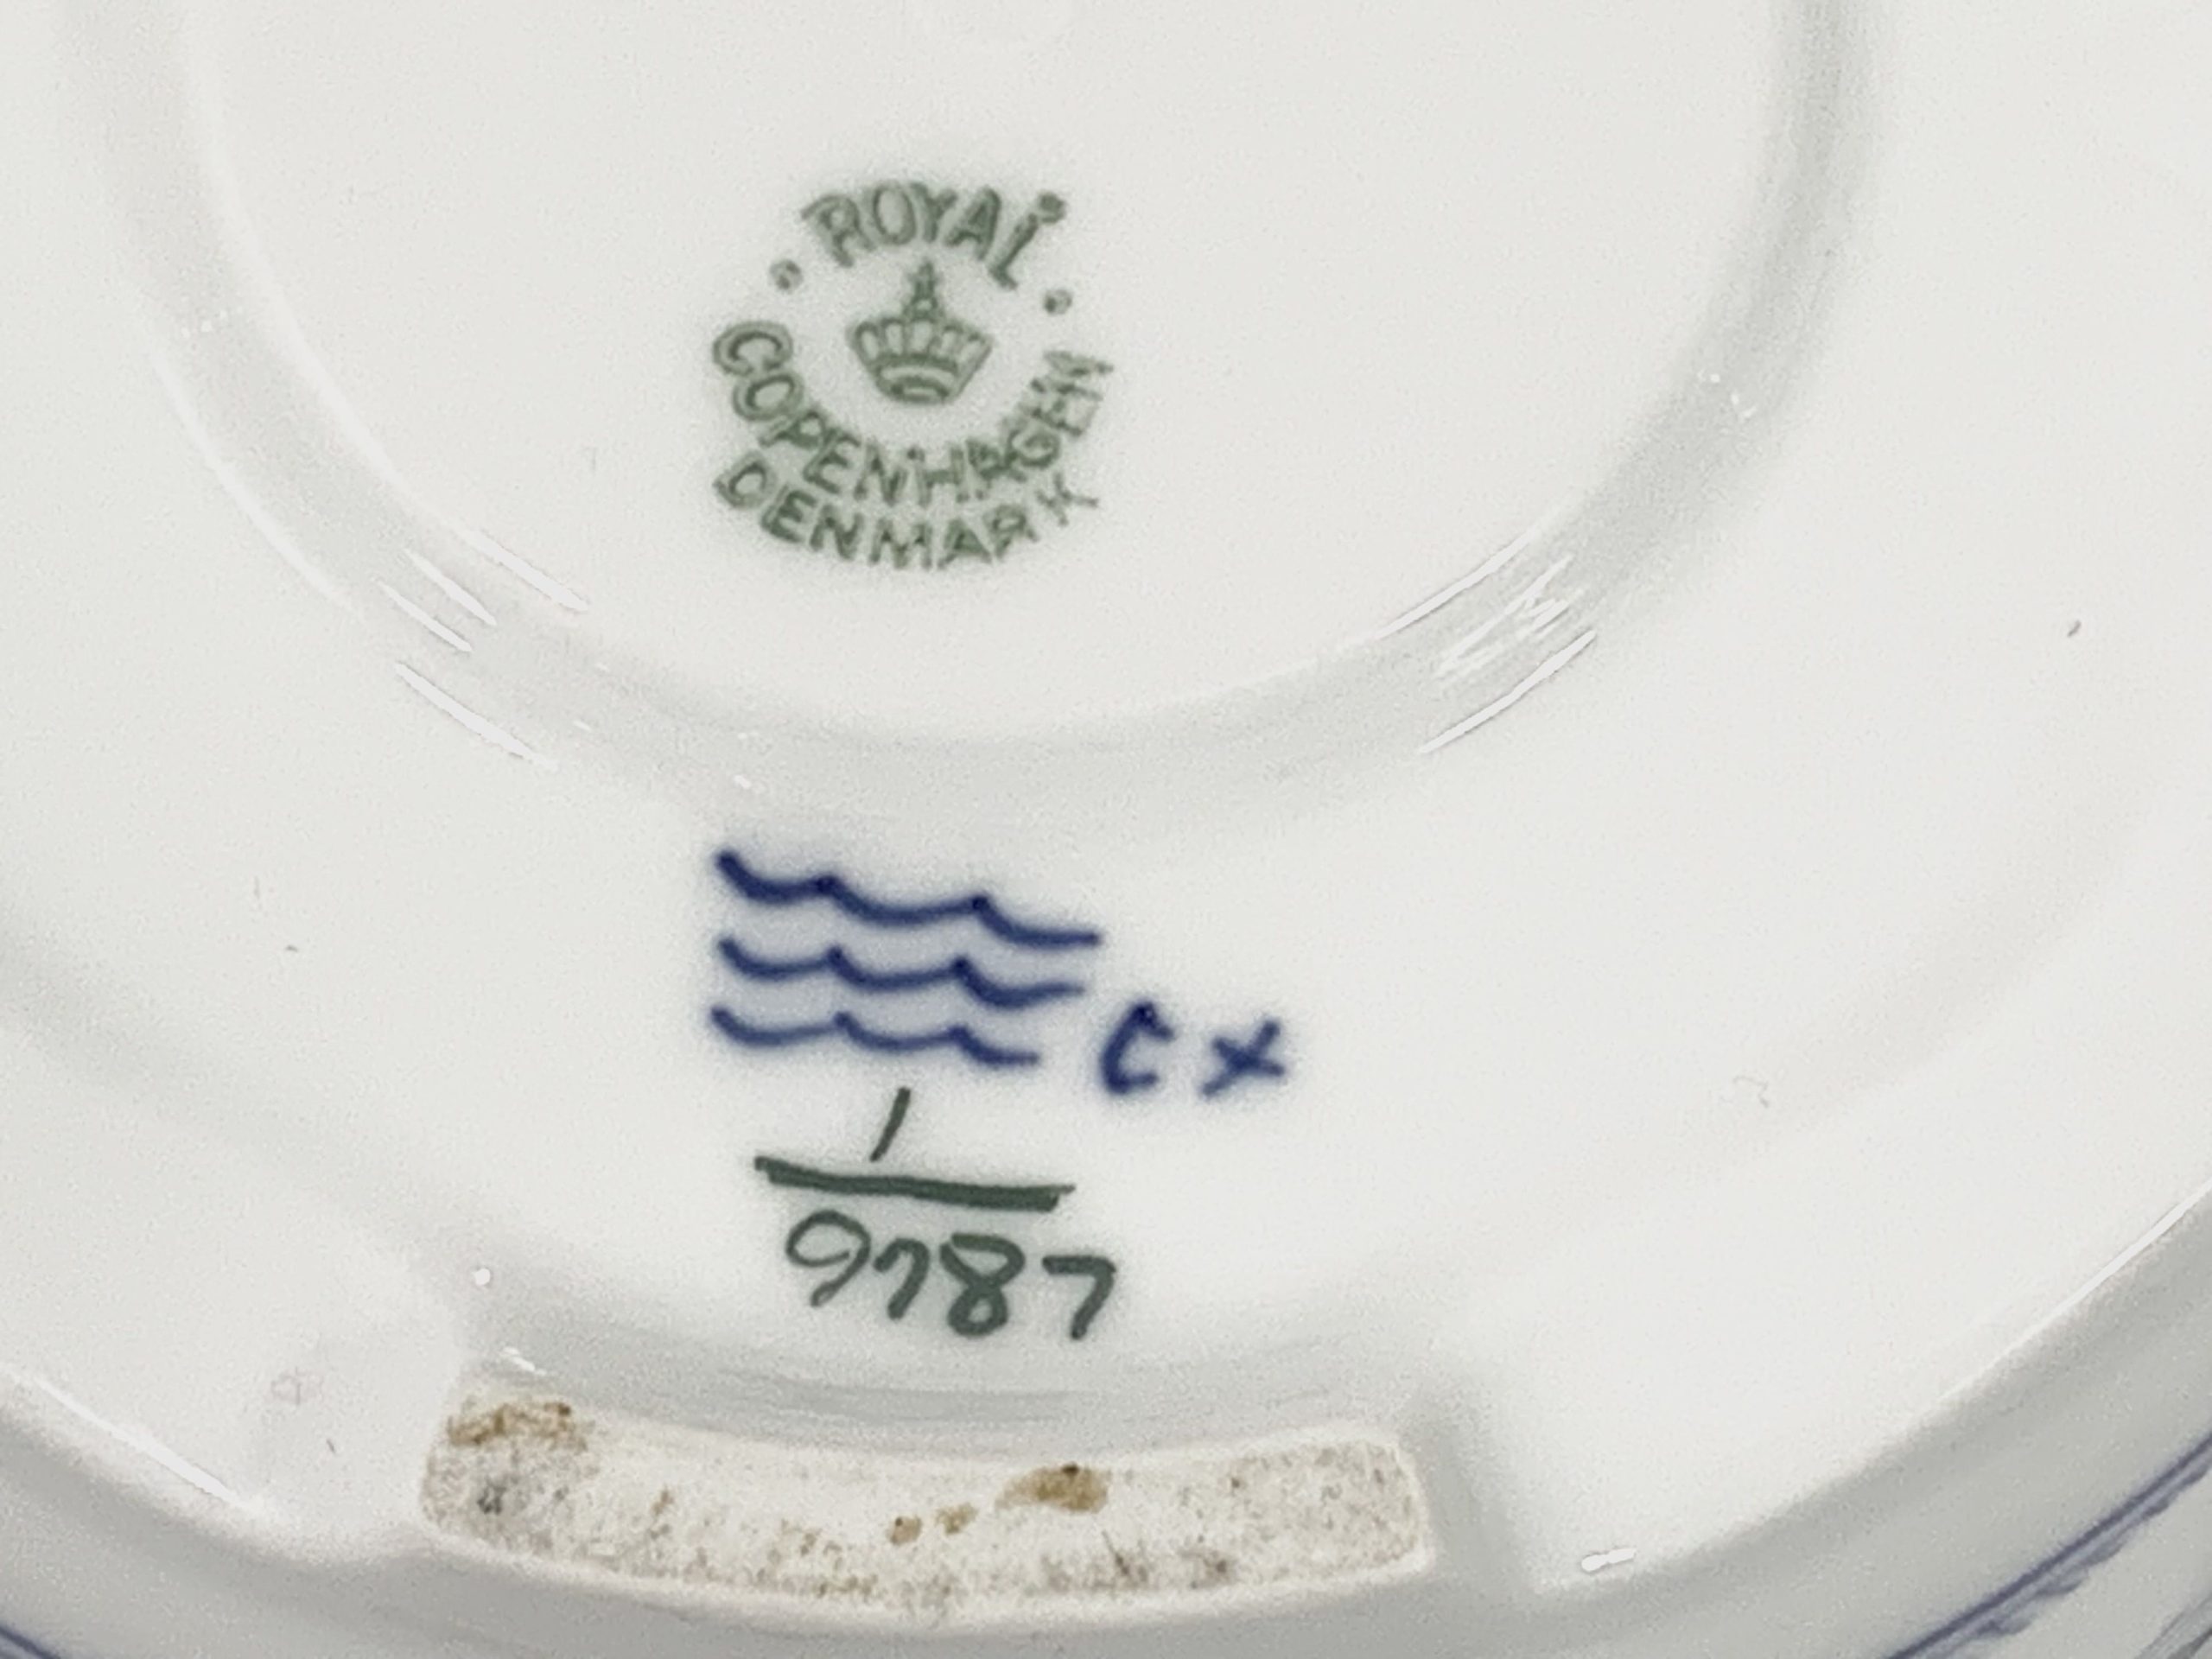 ROYAL
COPENHAGEN
DENMARK
cx
1
9787